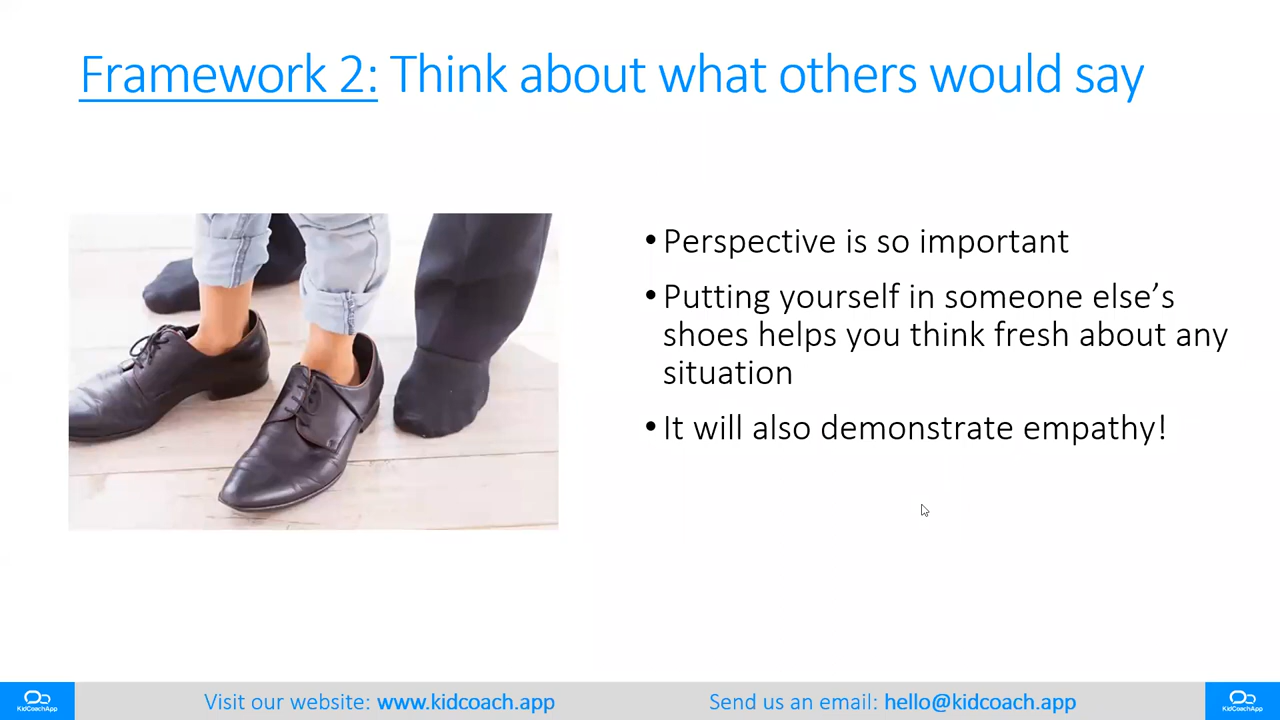 Framework 2: Think about what others would say
•Perspective is so important
•Putting yourself in someone else’s
shoes helps you think fresh about any
situation
•It will also demonstrate empathy!
KidCoachApp
Visit our website: www.kidcoach.app
Send us an email: hello@kidcoach.app
KidCoachApp